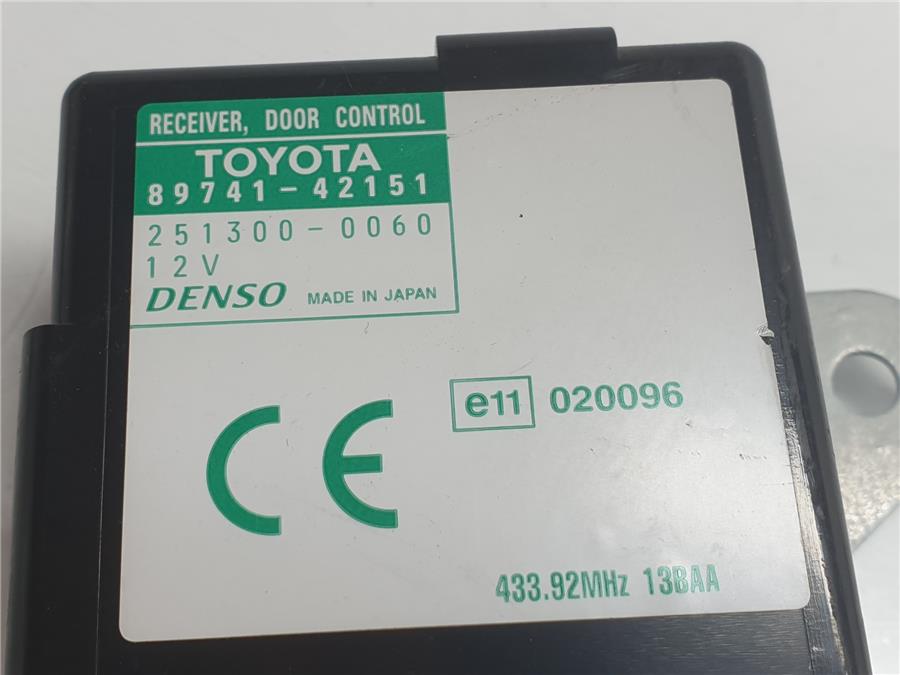 RECEIVER, DOOR CONTROL
TOYOTA
89741-42151
251300-0060
12V
DENSO MADE IN JAPAN
e11 020096
CE
433.92MHz 13BAA